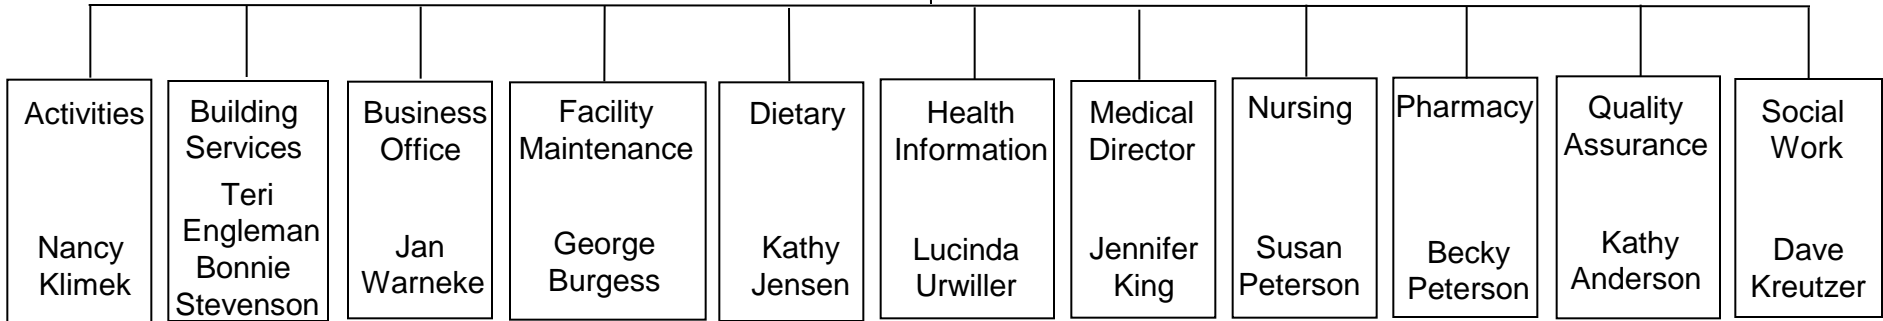 Activities
Nancy
Klimek
Building
Services
Teri
Engleman
Bonnie
Stevenson
Business
Office
Jan
Warneke
Facility
Maintenance
George
Burgess
Dietary
Kathy
Jensen
Health
Information
Lucinda
Urwiller
Medical
Director
Jennifer
King
Nursing
Susan
Peterson
Pharmacy
Becky
Peterson
Quality
Assurance
Kathy
Anderson
Social
Work
Dave
Kreutzer